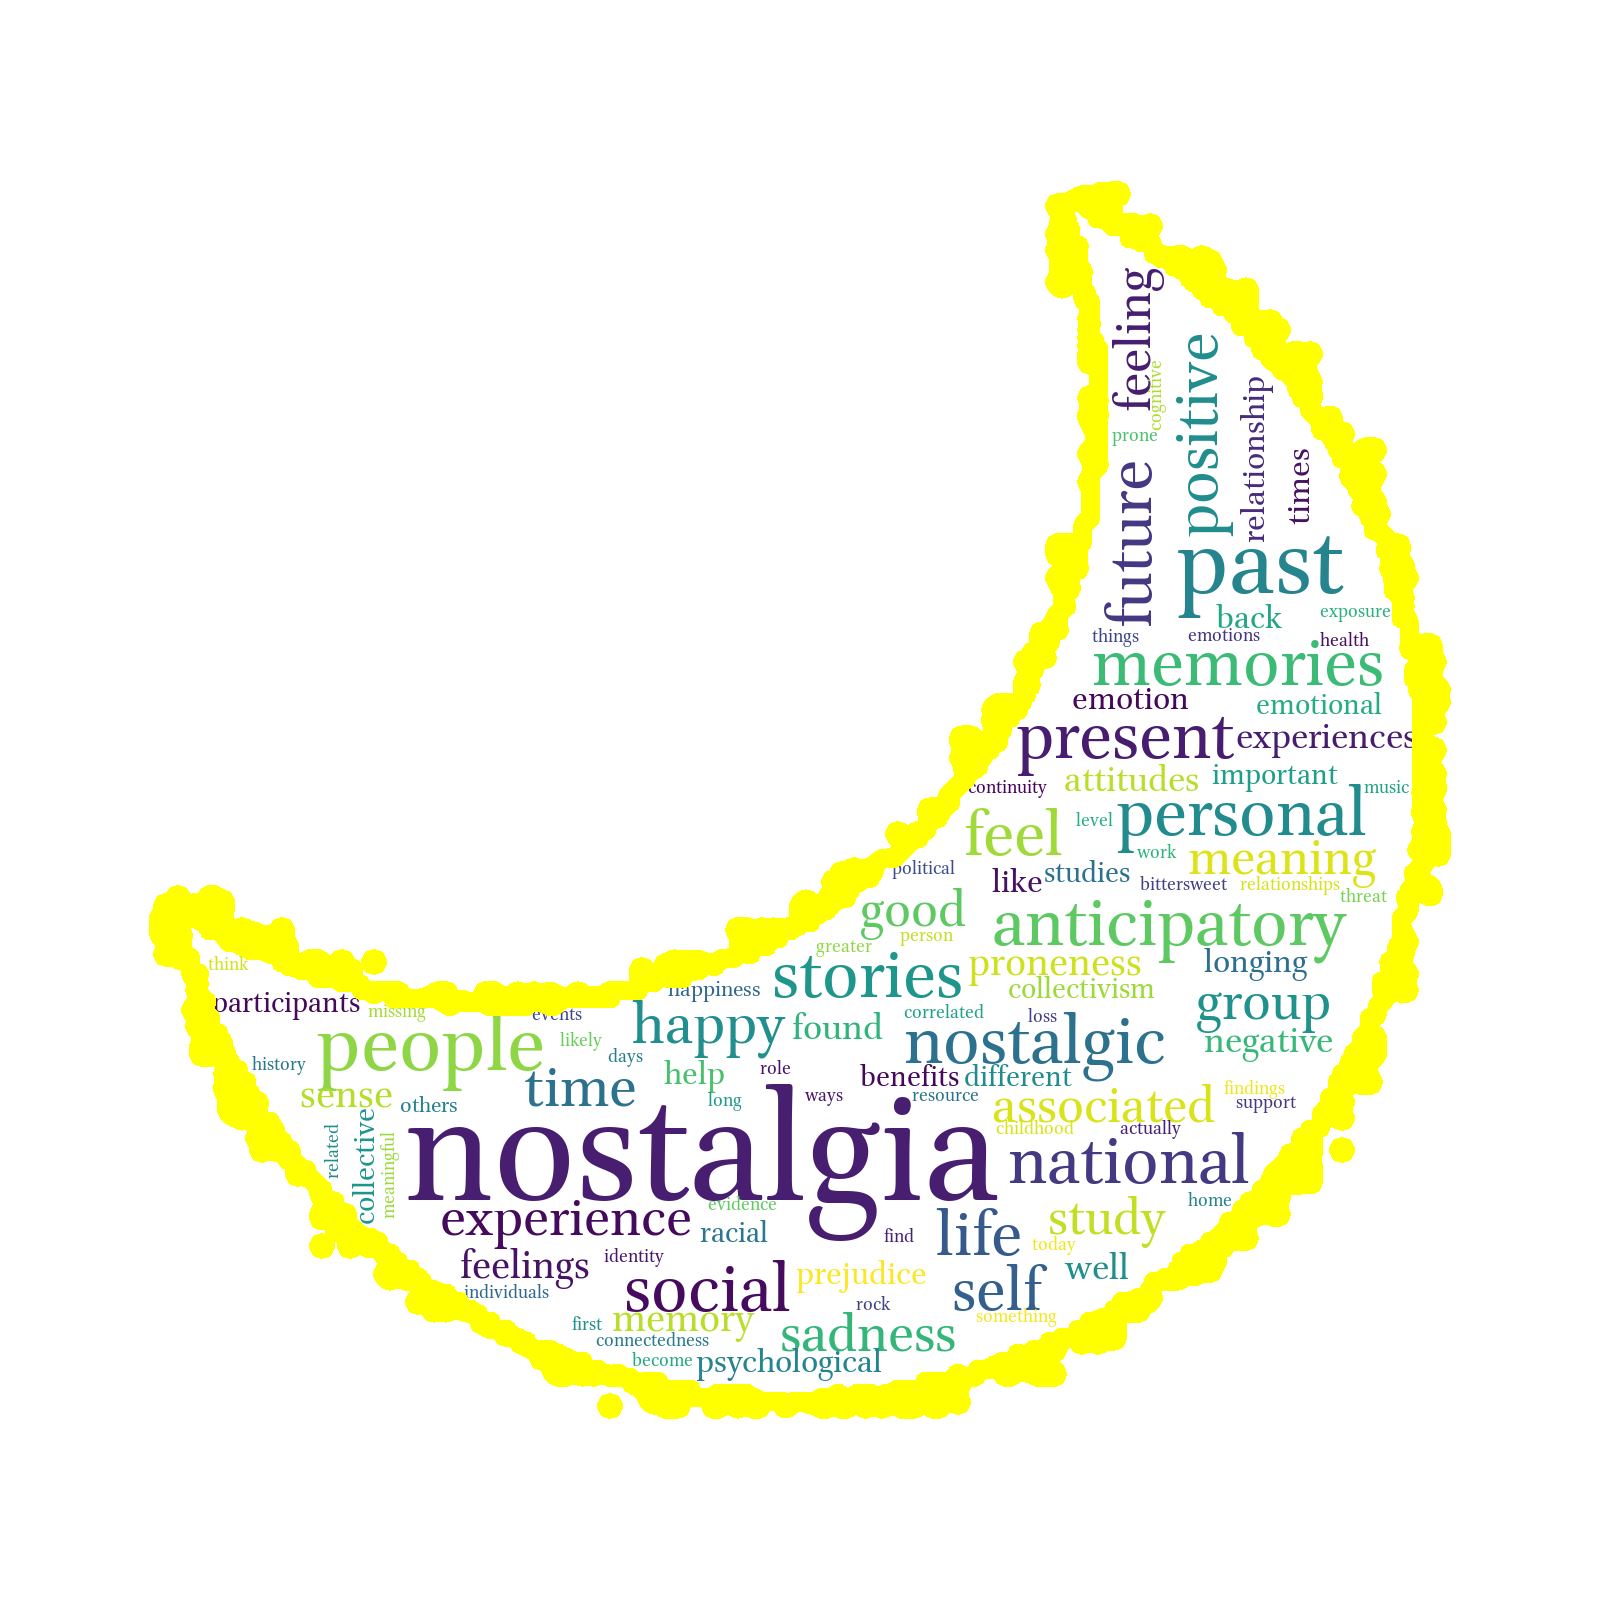 feeling
cognitive
prone
positive
relationship
times
future
past
back
exposure
things
emotions
health
memories
emotion
emotional
present
experiences
continuity
attitudes
important
music
feel
level
personal
work
meaning
political
like
studies
bittersweet
relationships
threat
good
anticipatory
greater
person
think
stories
proneness
longing
happiness
collectivism
participants
missing
events
happy
found
correlated
loss
group
people
likely
days
nostalgic
negative
history
help
role
benefits
different
sense
others
time
long
ways
resource
associated
findings
support
related
collective
meaningful
nostalgia
childhood
actually
national
evidence
home
experience
racial
find
life
study
today
feelings
identity
individuals
social
prejudice
self
well
rock
first
memory
something
connectedness
sadness
become
psychological